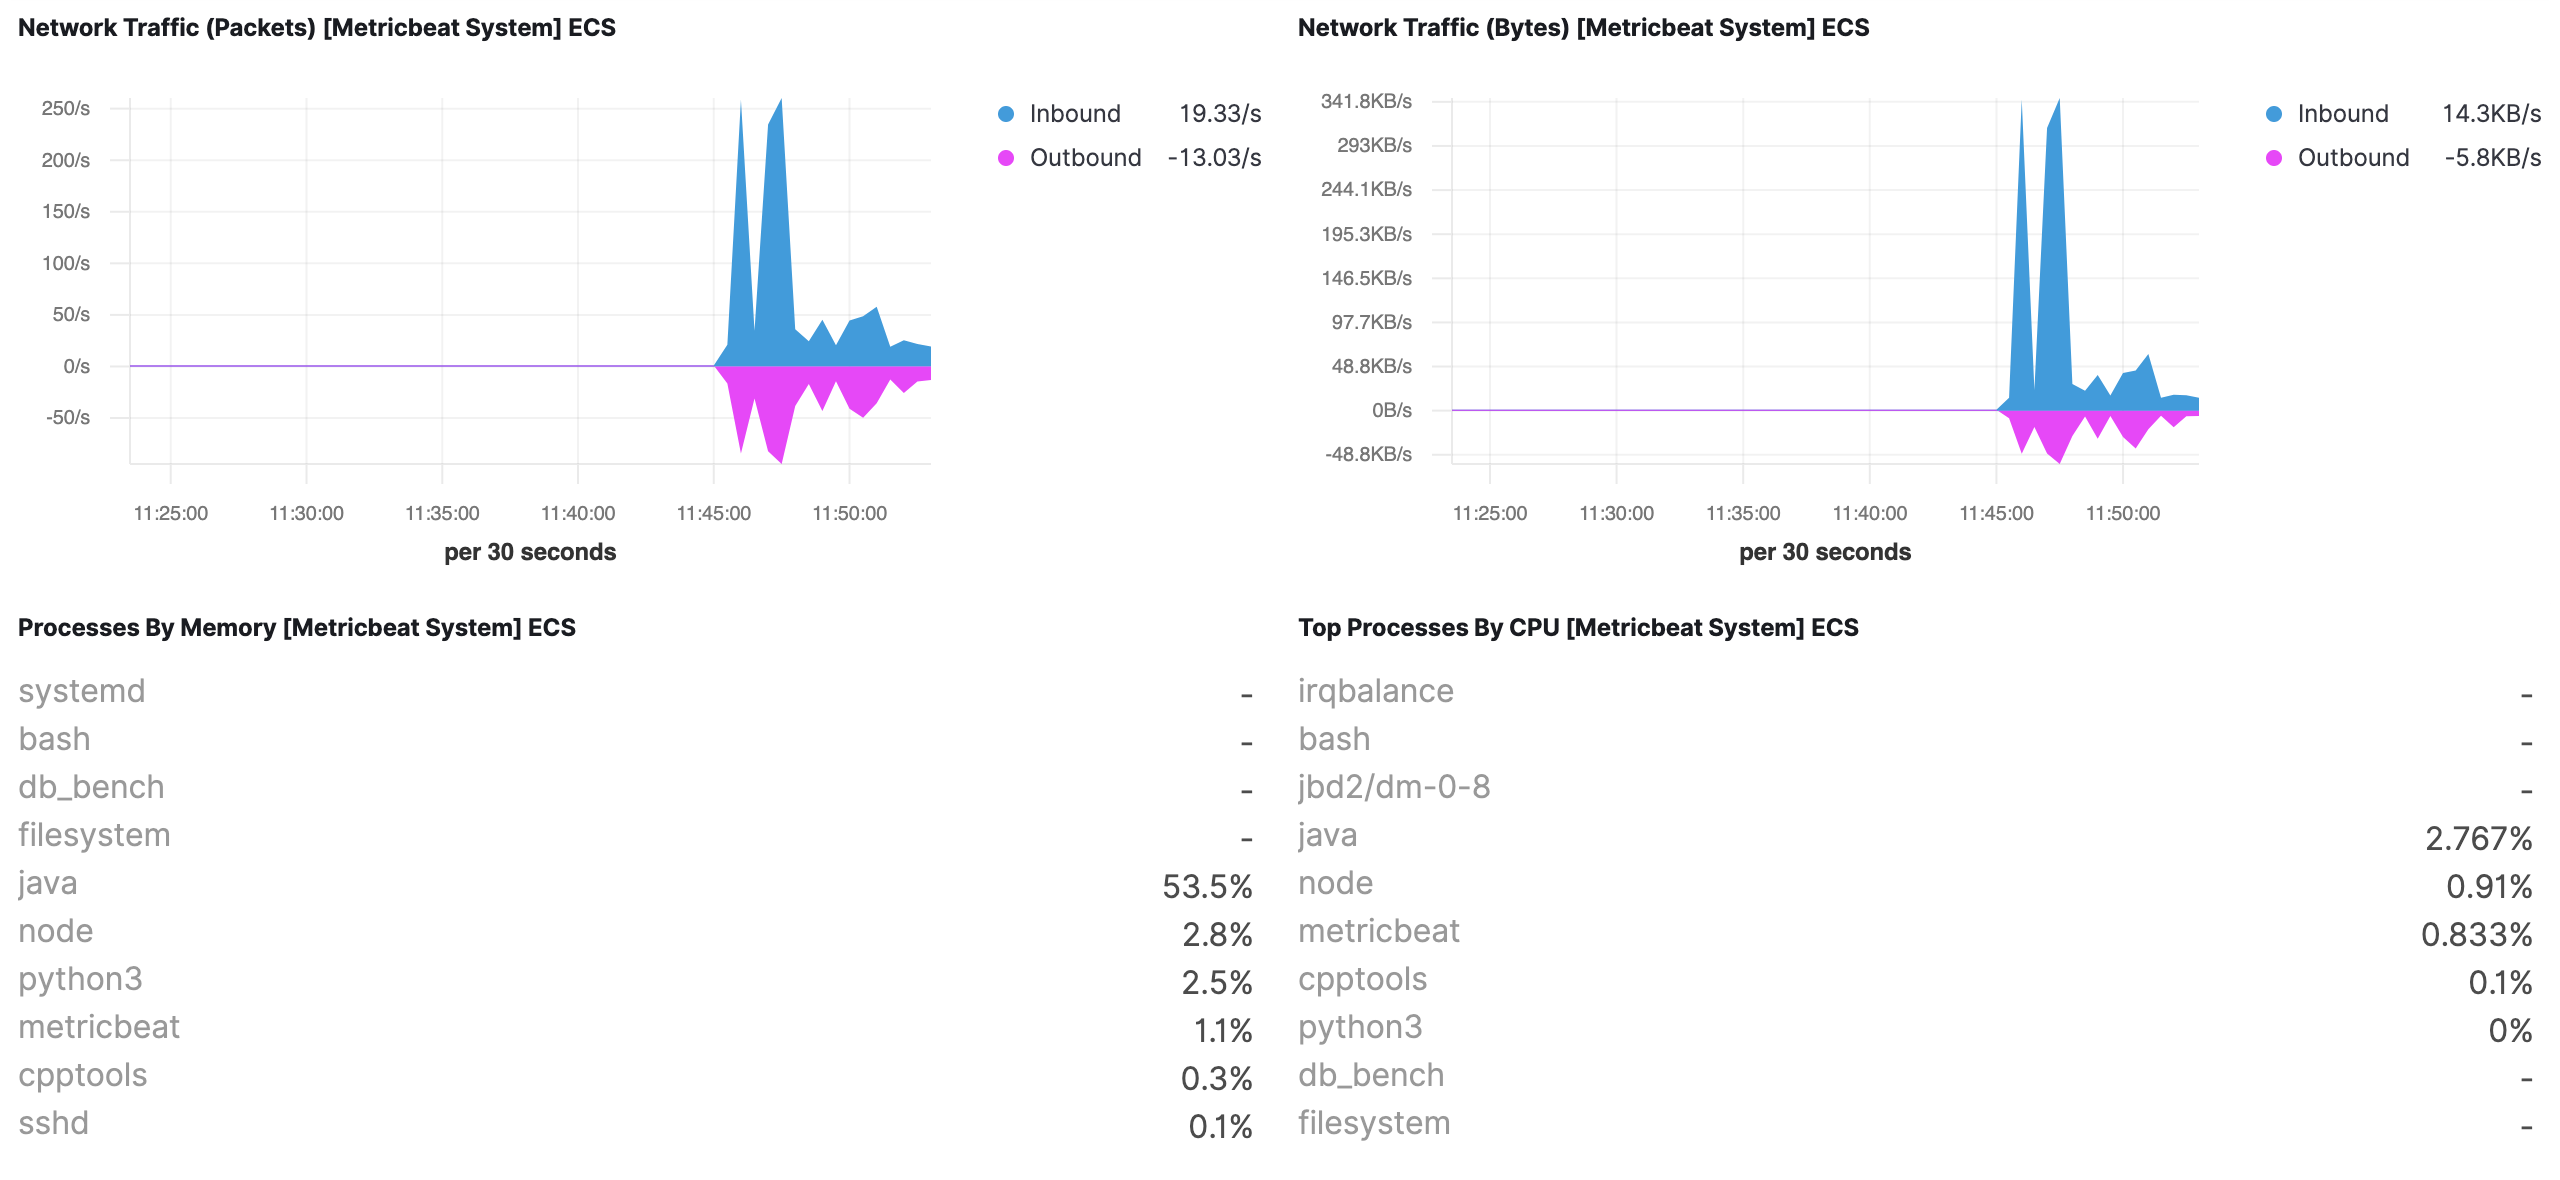 Network Traffic (Packets) [Metricbeat System] ECS
250/s
200/s
150/s
100/s
50/s
0/s
-50/s
11:25:00 11:30:00 11:35:00 11:40:00 11:45:00 11:50:00
per 30 seconds
Inbound 19.33/s
Outbound -13.03/s
Network Traffic (Bytes) [Metricbeat System] ECS
341.8KB/s
293KB/s
244.1KB/s
195.3KB/s
146.5KB/s
97.7KB/s
48.8KB/s
0B/s
-48.8KB/s
11:25:00 11:30:00 11:35:00 11:40:00 11:45:00 11:50:00
per 30 seconds
Inbound 14.3KB/s
Outbound -5.8KB/s
Processes By Memory [Metricbeat System] ECS
systemd -
bash -
db_bench -
filesystem -
java 53.5%
node 2.8%
python3 2.5%
metricbeat 1.1%
cpptools 0.3%
sshd 0.1%
Top Processes By CPU [Metricbeat System] ECS
irqbalance -
bash -
jbd2/dm-0-8 -
java 2.767%
node 0.91%
metricbeat 0.833%
cpptools 0.1%
python3 0%
db_bench -
filesystem -